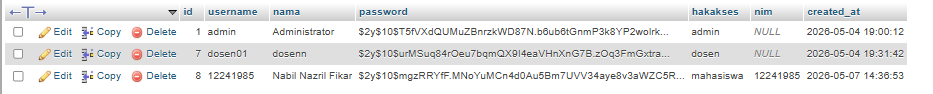 id username nama password hakakses nim created_at
Edit Copy Delete 1 admin Administrator $2y$10$T5fVXdQUMuZBnrzkWD87N.b6ub6tGnmP3k8YP2wolrk... admin NULL 2026-05-04 19:00:12
Edit Copy Delete 7 dosen01 dosenn $2y$10$urMSuq84rOeu7bqmQX9I4eaVHnXnG7B.zOq3FmGxtra... dosen NULL 2026-05-04 19:31:42
Edit Copy Delete 8 12241985 Nabil Nazril Fikar $2y$10$mgzRRYfF.MNoYuMCn4d0Au5Bm7UVV34aye8v3aWZC5R... mahasiswa 12241985 2026-05-07 14:36:53